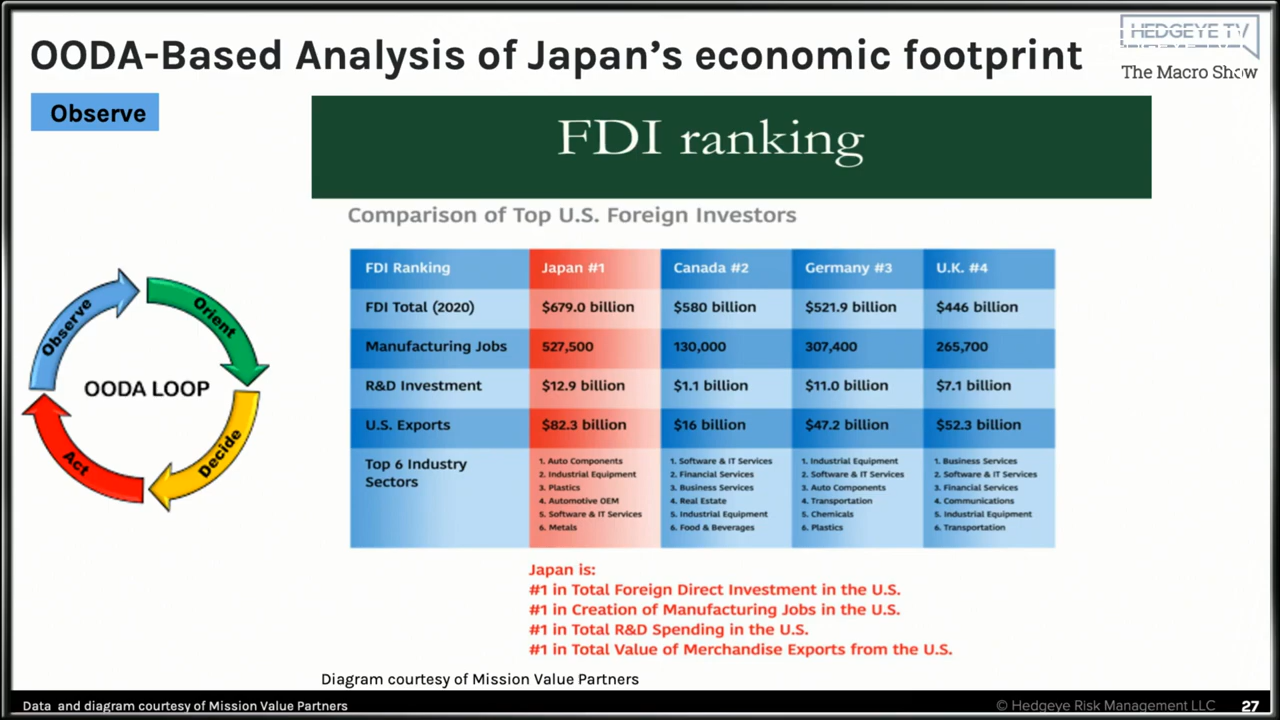 OODA-Based Analysis of Japan's economic footprint
HEDGEYE TV
The Macro Show
Observe
FDI ranking
Comparison of Top U.S. Foreign Investors
FDI Ranking Japan #1 Canada #2 Germany #3 U.K. #4
FDI Total (2020) $679.0 billion $580 billion $521.9 billion $446 billion
Manufacturing Jobs 527,500 130,000 307,400 265,700
R&D Investment $12.9 billion $1.1 billion $11.0 billion $7.1 billion
U.S. Exports $82.3 billion $16 billion $47.2 billion $52.3 billion
Top 6 Industry
Sectors
1. Auto Components
2. Industrial Equipment
3. Plastics
4. Automotive OEM
5. Software & IT Services
6. Metals
1. Software & IT Services
2. Financial Services
3. Business Services
4. Real Estate
5. Industrial Equipment
6. Food & Beverages
1. Industrial Equipment
2. Software & IT Services
3. Auto Components
4. Transportation
5. Chemicals
6. Plastics
1. Business Services
2. Software & IT Services
3. Financial Services
4. Communications
5. Industrial Equipment
6. Transportation
Observe
Orient
OODA LOOP
Act
Decide
Japan is:
#1 in Total Foreign Direct Investment in the U.S.
#1 in Creation of Manufacturing Jobs in the U.S.
#1 in Total R&D Spending in the U.S.
#1 in Total Value of Merchandise Exports from the U.S.
Diagram courtesy of Mission Value Partners
Data and diagram courtesy of Mission Value Partners
© Hedgeye Risk Management LLC
27